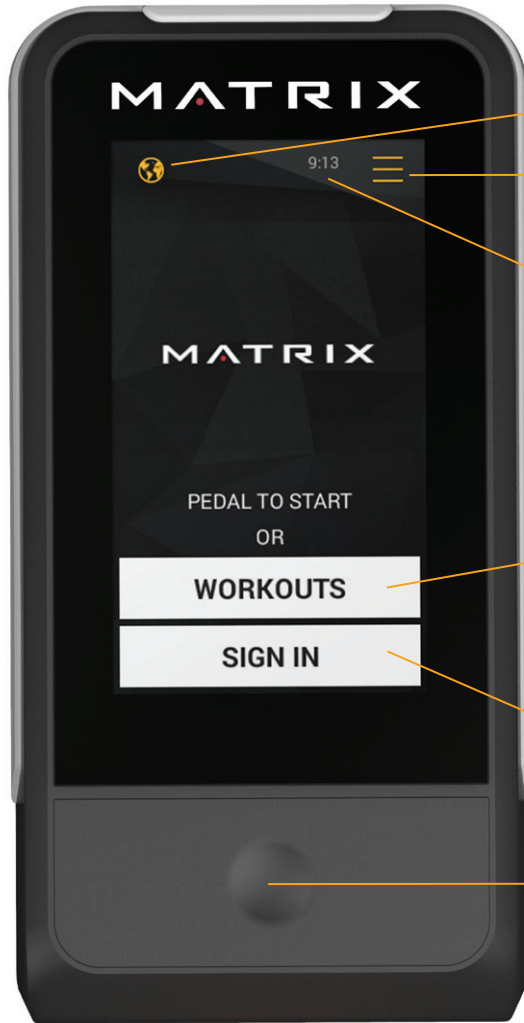 MATRIX
9:13
MATRIX
PEDAL TO START
OR
WORKOUTS
SIGN IN